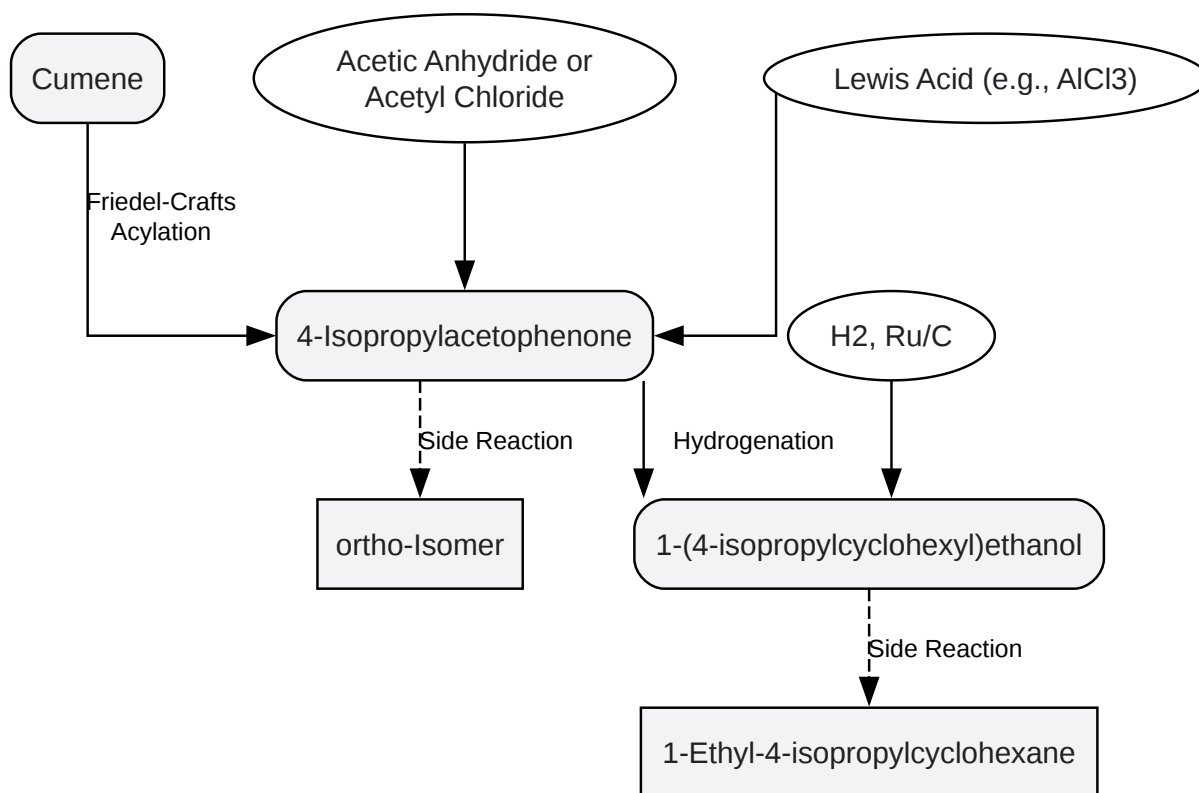 Cumene
Acetic Anhydride or
Acetyl Chloride
Lewis Acid (e.g., AlCl3)
Friedel-Crafts
Acylation
4-Isopropylacetophenone
H2, Ru/C
Side Reaction
Hydrogenation
ortho-Isomer
1-(4-isopropylcyclohexyl)ethanol
Side Reaction
1-Ethyl-4-isopropylcyclohexane